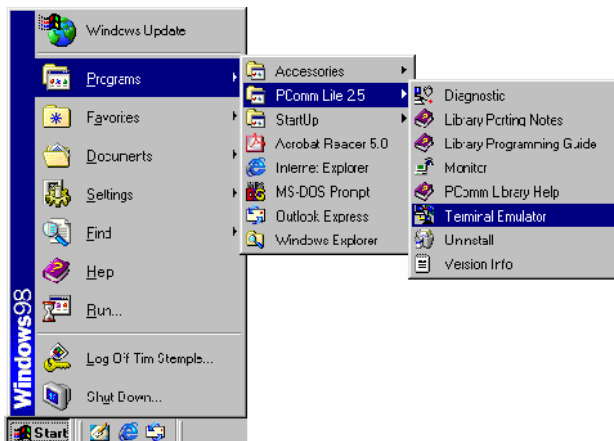 Windows Update
Programs
Favorites
Documents
Settings
Find
Help
Run...
Log Off Tim Stemple...
Shut Down...
Windows98
Start
Accessories
PComm Lite 2.5
StartUp
Acrobat Reader 5.0
Internet Explorer
MS-DOS Prompt
Outlook Express
Windows Explorer
Diagnostic
Library Porting Notes
Library Programming Guide
Monitor
PComm Library Help
Terminal Emulator
Uninstall
Version Info